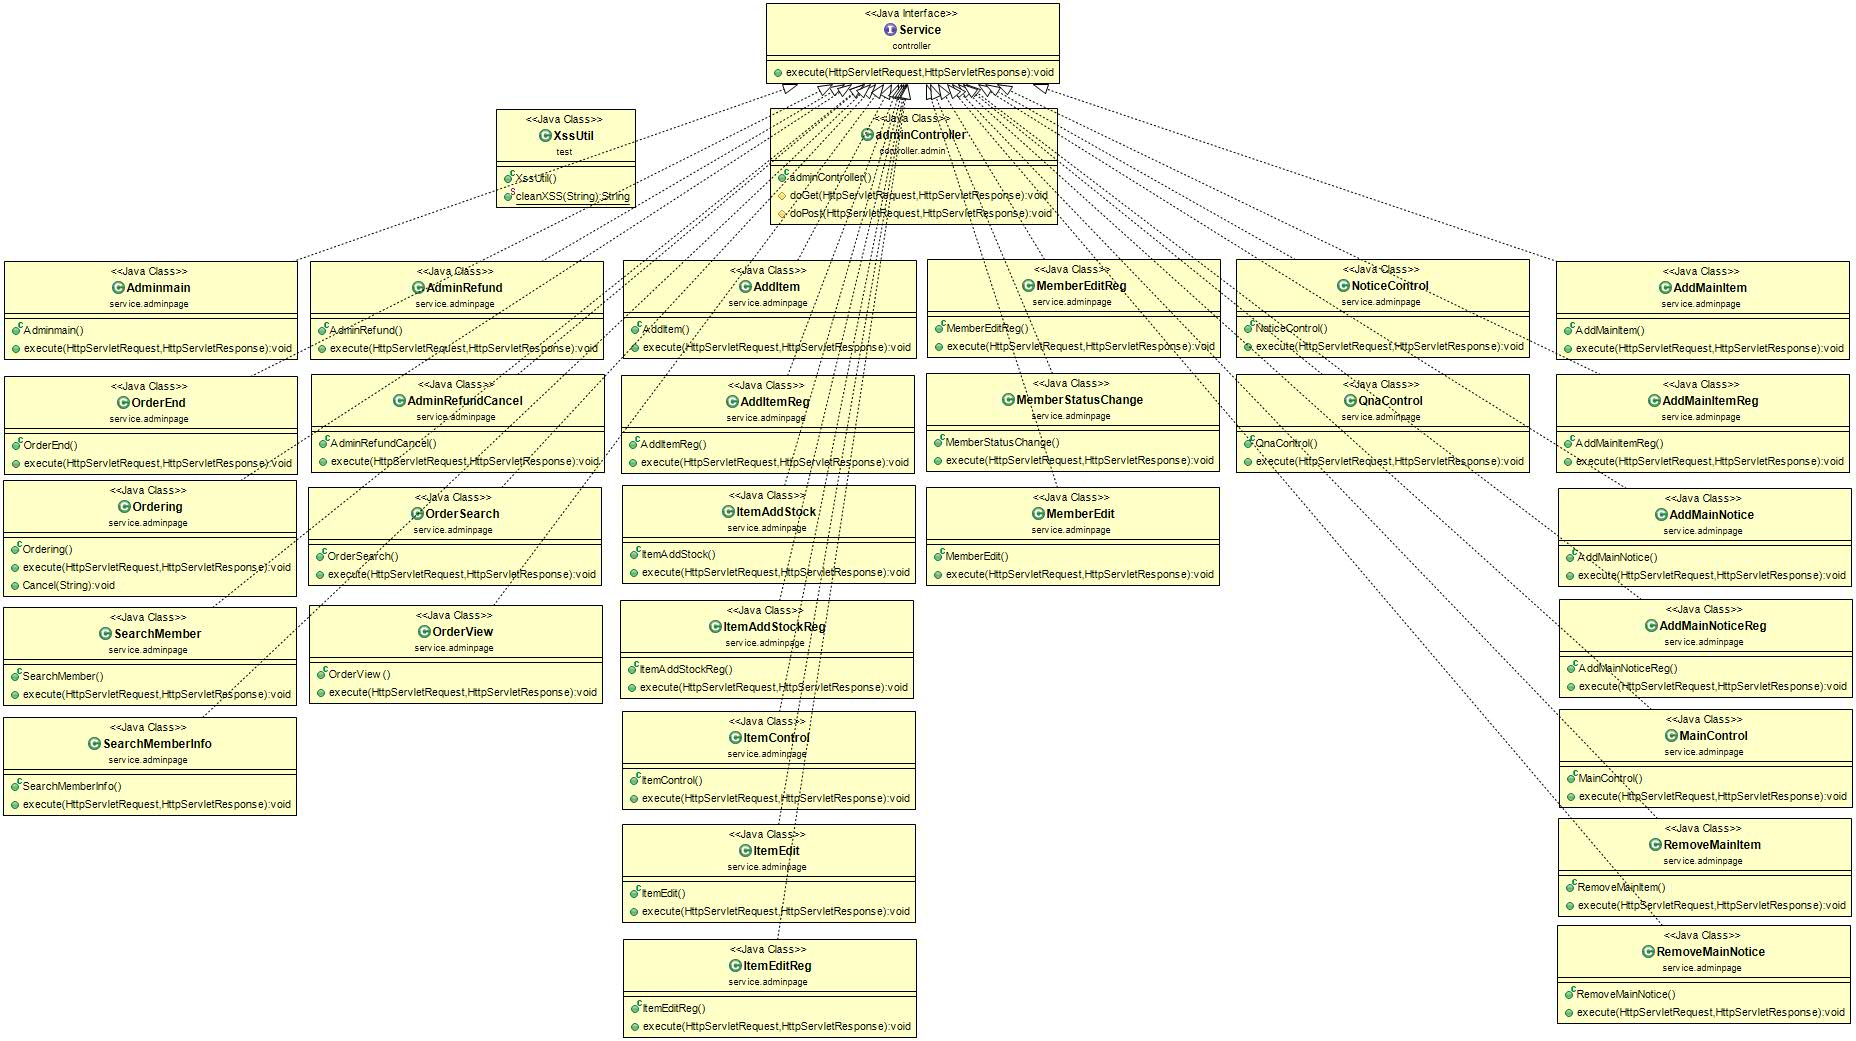 <<Java Interface>>
Service
controller
execute(HttpServletRequest,HttpServletResponse):void
<<Java Class>>
XssUtil
test
XssUtil()
cleanXSS(String):String
<<Java Class>>
adminController
controller.admin
adminController()
doGet(HttpServletRequest,HttpServletResponse):void
doPost(HttpServletRequest,HttpServletResponse):void
<<Java Class>>
Adminmain
service.adminpage
Adminmain()
execute(HttpServletRequest,HttpServletResponse):void
<<Java Class>>
OrderEnd
service.adminpage
OrderEnd()
execute(HttpServletRequest,HttpServletResponse):void
<<Java Class>>
Ordering
service.adminpage
Ordering()
execute(HttpServletRequest,HttpServletResponse):void
Cancel(String):void
<<Java Class>>
SearchMember
service.adminpage
SearchMember()
execute(HttpServletRequest,HttpServletResponse):void
<<Java Class>>
SearchMemberInfo
service.adminpage
SearchMemberInfo()
execute(HttpServletRequest,HttpServletResponse):void
<<Java Class>>
AdminRefund
service.adminpage
AdminRefund()
execute(HttpServletRequest,HttpServletResponse):void
<<Java Class>>
AdminRefundCancel
service.adminpage
AdminRefundCancel()
execute(HttpServletRequest,HttpServletResponse):void
<<Java Class>>
OrderSearch
service.adminpage
OrderSearch()
execute(HttpServletRequest,HttpServletResponse):void
<<Java Class>>
OrderView
service.adminpage
OrderView()
execute(HttpServletRequest,HttpServletResponse):void
<<Java Class>>
AddItem
service.adminpage
AddItem()
execute(HttpServletRequest,HttpServletResponse):void
<<Java Class>>
AddItemReg
service.adminpage
AddItemReg()
execute(HttpServletRequest,HttpServletResponse):void
<<Java Class>>
ItemAddStock
service.adminpage
ItemAddStock()
execute(HttpServletRequest,HttpServletResponse):void
<<Java Class>>
ItemAddStockReg
service.adminpage
ItemAddStockReg()
execute(HttpServletRequest,HttpServletResponse):void
<<Java Class>>
ItemControl
service.adminpage
ItemControl()
execute(HttpServletRequest,HttpServletResponse):void
<<Java Class>>
ItemEdit
service.adminpage
ItemEdit()
execute(HttpServletRequest,HttpServletResponse):void
<<Java Class>>
ItemEditReg
service.adminpage
ItemEditReg()
execute(HttpServletRequest,HttpServletResponse):void
<<Java Class>>
MemberEditReg
service.adminpage
MemberEditReg()
execute(HttpServletRequest,HttpServletResponse):void
<<Java Class>>
MemberStatusChange
service.adminpage
MemberStatusChange()
execute(HttpServletRequest,HttpServletResponse):void
<<Java Class>>
MemberEdit
service.adminpage
MemberEdit()
execute(HttpServletRequest,HttpServletResponse):void
<<Java Class>>
NoticeControl
service.adminpage
NoticeControl()
execute(HttpServletRequest,HttpServletResponse):void
<<Java Class>>
QnaControl
service.adminpage
QnaControl()
execute(HttpServletRequest,HttpServletResponse):void
<<Java Class>>
AddMainItem
service.adminpage
AddMainItem()
execute(HttpServletRequest,HttpServletResponse):void
<<Java Class>>
AddMainItemReg
service.adminpage
AddMainItemReg()
execute(HttpServletRequest,HttpServletResponse):void
<<Java Class>>
AddMainNotice
service.adminpage
AddMainNotice()
execute(HttpServletRequest,HttpServletResponse):void
<<Java Class>>
AddMainNoticeReg
service.adminpage
AddMainNoticeReg()
execute(HttpServletRequest,HttpServletResponse):void
<<Java Class>>
MainControl
service.adminpage
MainControl()
execute(HttpServletRequest,HttpServletResponse):void
<<Java Class>>
RemoveMainItem
service.adminpage
RemoveMainItem()
execute(HttpServletRequest,HttpServletResponse):void
<<Java Class>>
RemoveMainNotice
service.adminpage
RemoveMainNotice()
execute(HttpServletRequest,HttpServletResponse):void